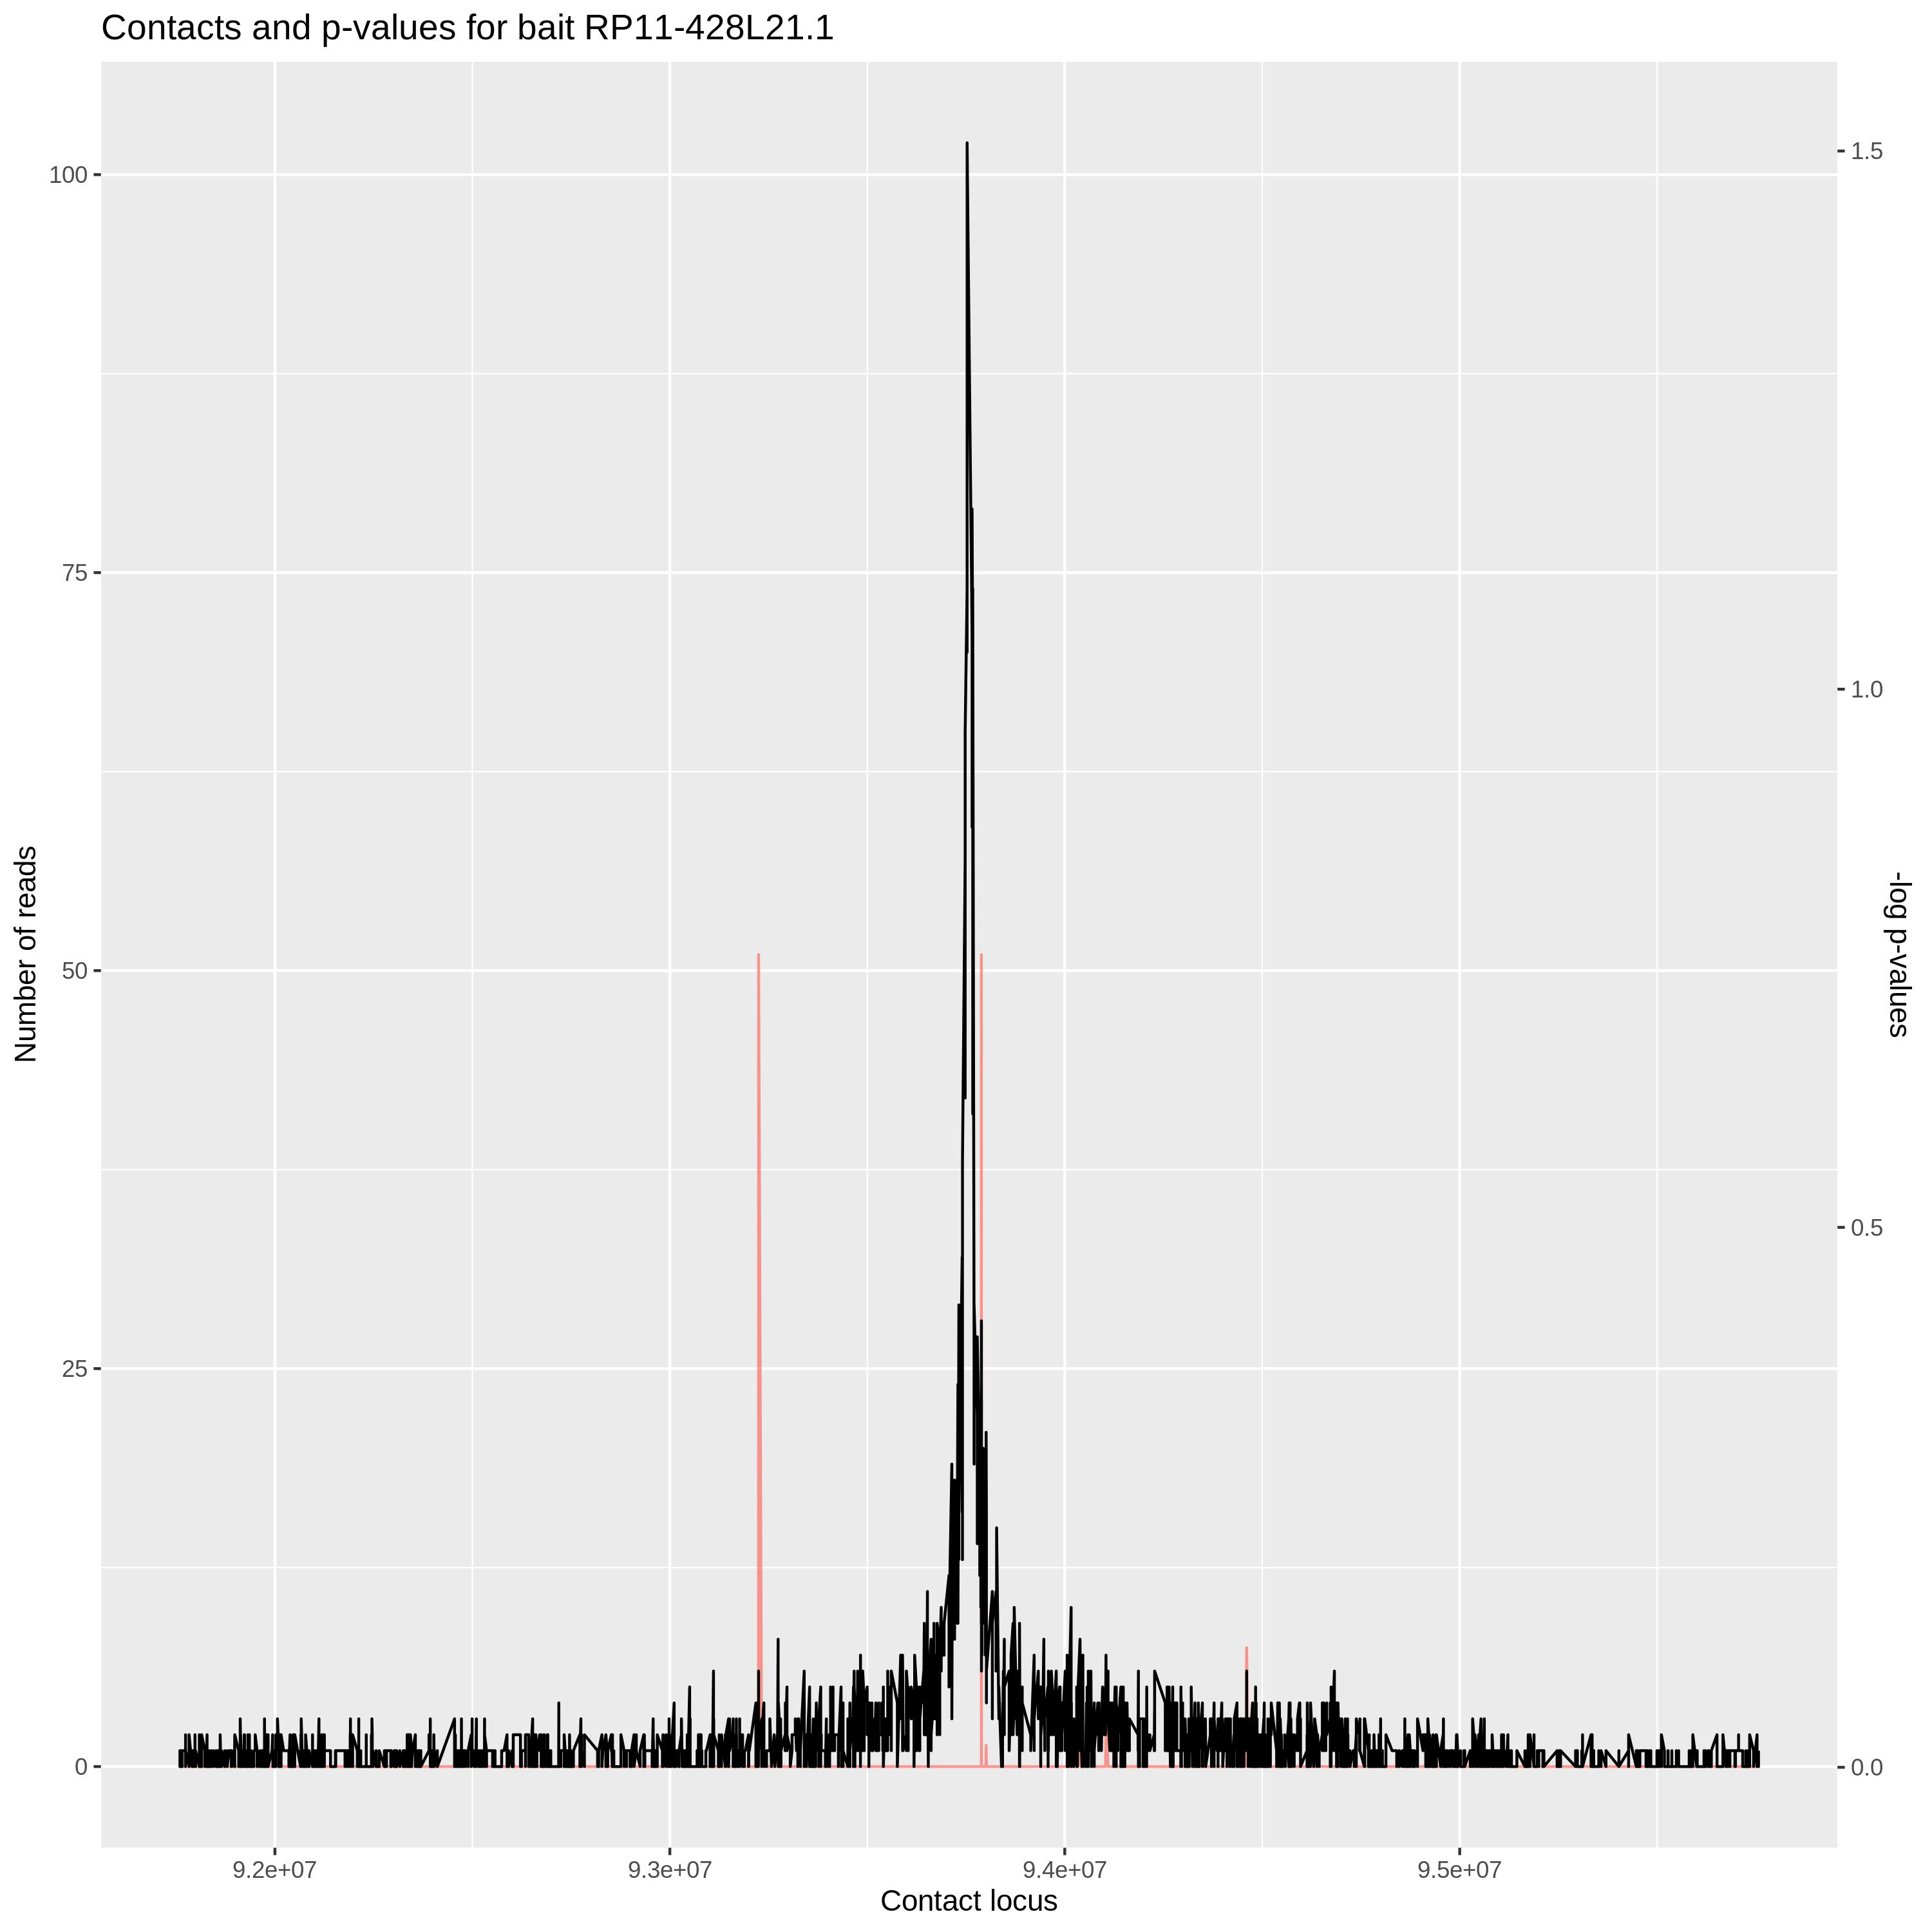 Contacts and p-values for bait RP11-428L21.1
100
75
50
25
0
Number of reads
1.5
1.0
0.5
0.0
-log p-values
9.2e+07
9.3e+07
9.4e+07
9.5e+07
Contact locus